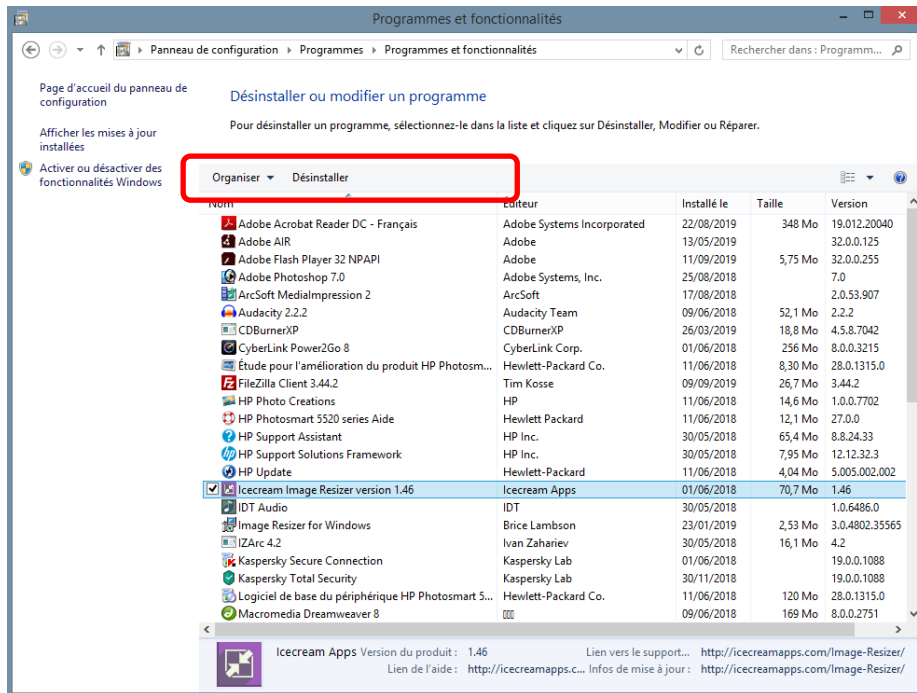 Programmes et fonctionnalités
Panneau de configuration Programmes Programmes et fonctionnalités Rechercher dans : Programm...
Page d'accueil du panneau de configuration
Afficher les mises à jour installées
Activer ou désactiver des fonctionnalités Windows
Désinstaller ou modifier un programme
Pour désinstaller un programme, sélectionnez-le dans la liste et cliquez sur Désinstaller, Modifier ou Réparer.
Organiser Désinstaller
Nom Éditeur Installé le Taille Version
Adobe Acrobat Reader DC - Français Adobe Systems Incorporated 22/08/2019 348 Mo 19.012.20040
Adobe AIR Adobe 13/05/2019 32.0.0.125
Adobe Flash Player 32 NPAPI Adobe 11/09/2019 5,75 Mo 32.0.0.255
Adobe Photoshop 7.0 Adobe Systems, Inc. 25/08/2018 7.0
ArcSoft MediaImpression 2 ArcSoft 17/08/2018 2.0.53.907
Audacity 2.2.2 Audacity Team 09/06/2018 52,1 Mo 2.2.2
CDBurnerXP CDBurnerXP 26/03/2019 18,8 Mo 4.5.8.7042
CyberLink Power2Go 8 CyberLink Corp. 01/06/2018 256 Mo 8.0.0.3215
Étude pour l'amélioration du produit HP Photosm... Hewlett-Packard Co. 11/06/2018 8,30 Mo 28.0.1315.0
FileZilla Client 3.44.2 Tim Kosse 09/09/2019 26,7 Mo 3.44.2
HP Photo Creations HP 11/06/2018 14,6 Mo 1.0.0.7702
HP Photosmart 5520 series Aide Hewlett Packard 11/06/2018 12,1 Mo 27.0.0
HP Support Assistant HP Inc. 30/05/2018 65,4 Mo 8.8.24.33
HP Support Solutions Framework HP Inc. 30/05/2018 7,95 Mo 12.12.32.3
HP Update Hewlett-Packard 11/06/2018 4,04 Mo 5.005.002.002
Icecream Image Resizer version 1.46 Icecream Apps 01/06/2018 70,7 Mo 1.46
IDT Audio IDT 30/05/2018 1.0.6486.0
Image Resizer for Windows Brice Lambson 23/01/2019 2,53 Mo 3.0.4802.35565
IZArc 4.2 Ivan Zahariev 30/05/2018 16,1 Mo 4.2
Kaspersky Secure Connection Kaspersky Lab 01/06/2018 19.0.0.1088
Kaspersky Total Security Kaspersky Lab 30/11/2018 19.0.0.1088
Logiciel de base du périphérique HP Photosmart 5... Hewlett-Packard Co. 11/06/2018 120 Mo 28.0.1315.0
Macromedia Dreamweaver 8 09/06/2018 169 Mo 8.0.0.2751
Icecream Apps Version du produit : 1.46 Lien vers le support... http://icecreamapps.com/Image-Resizer/
Lien de l'aide : http://icecreamapps.c... Infos de mise à jour : http://icecreamapps.com/Image-Resizer/